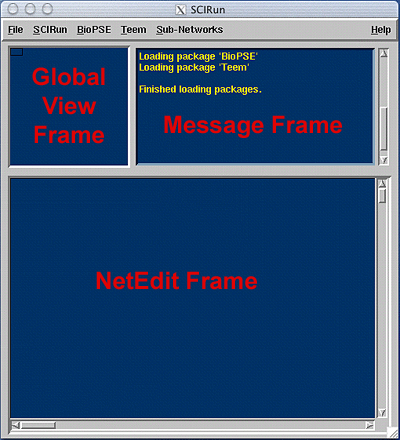 SCIRun
File SCIRun BioPSE Teem Sub-Networks Help
Global
View
Frame
Loading package 'BioPSE'
Loading package 'Teem'
Finished loading packages.
Message Frame
NetEdit Frame